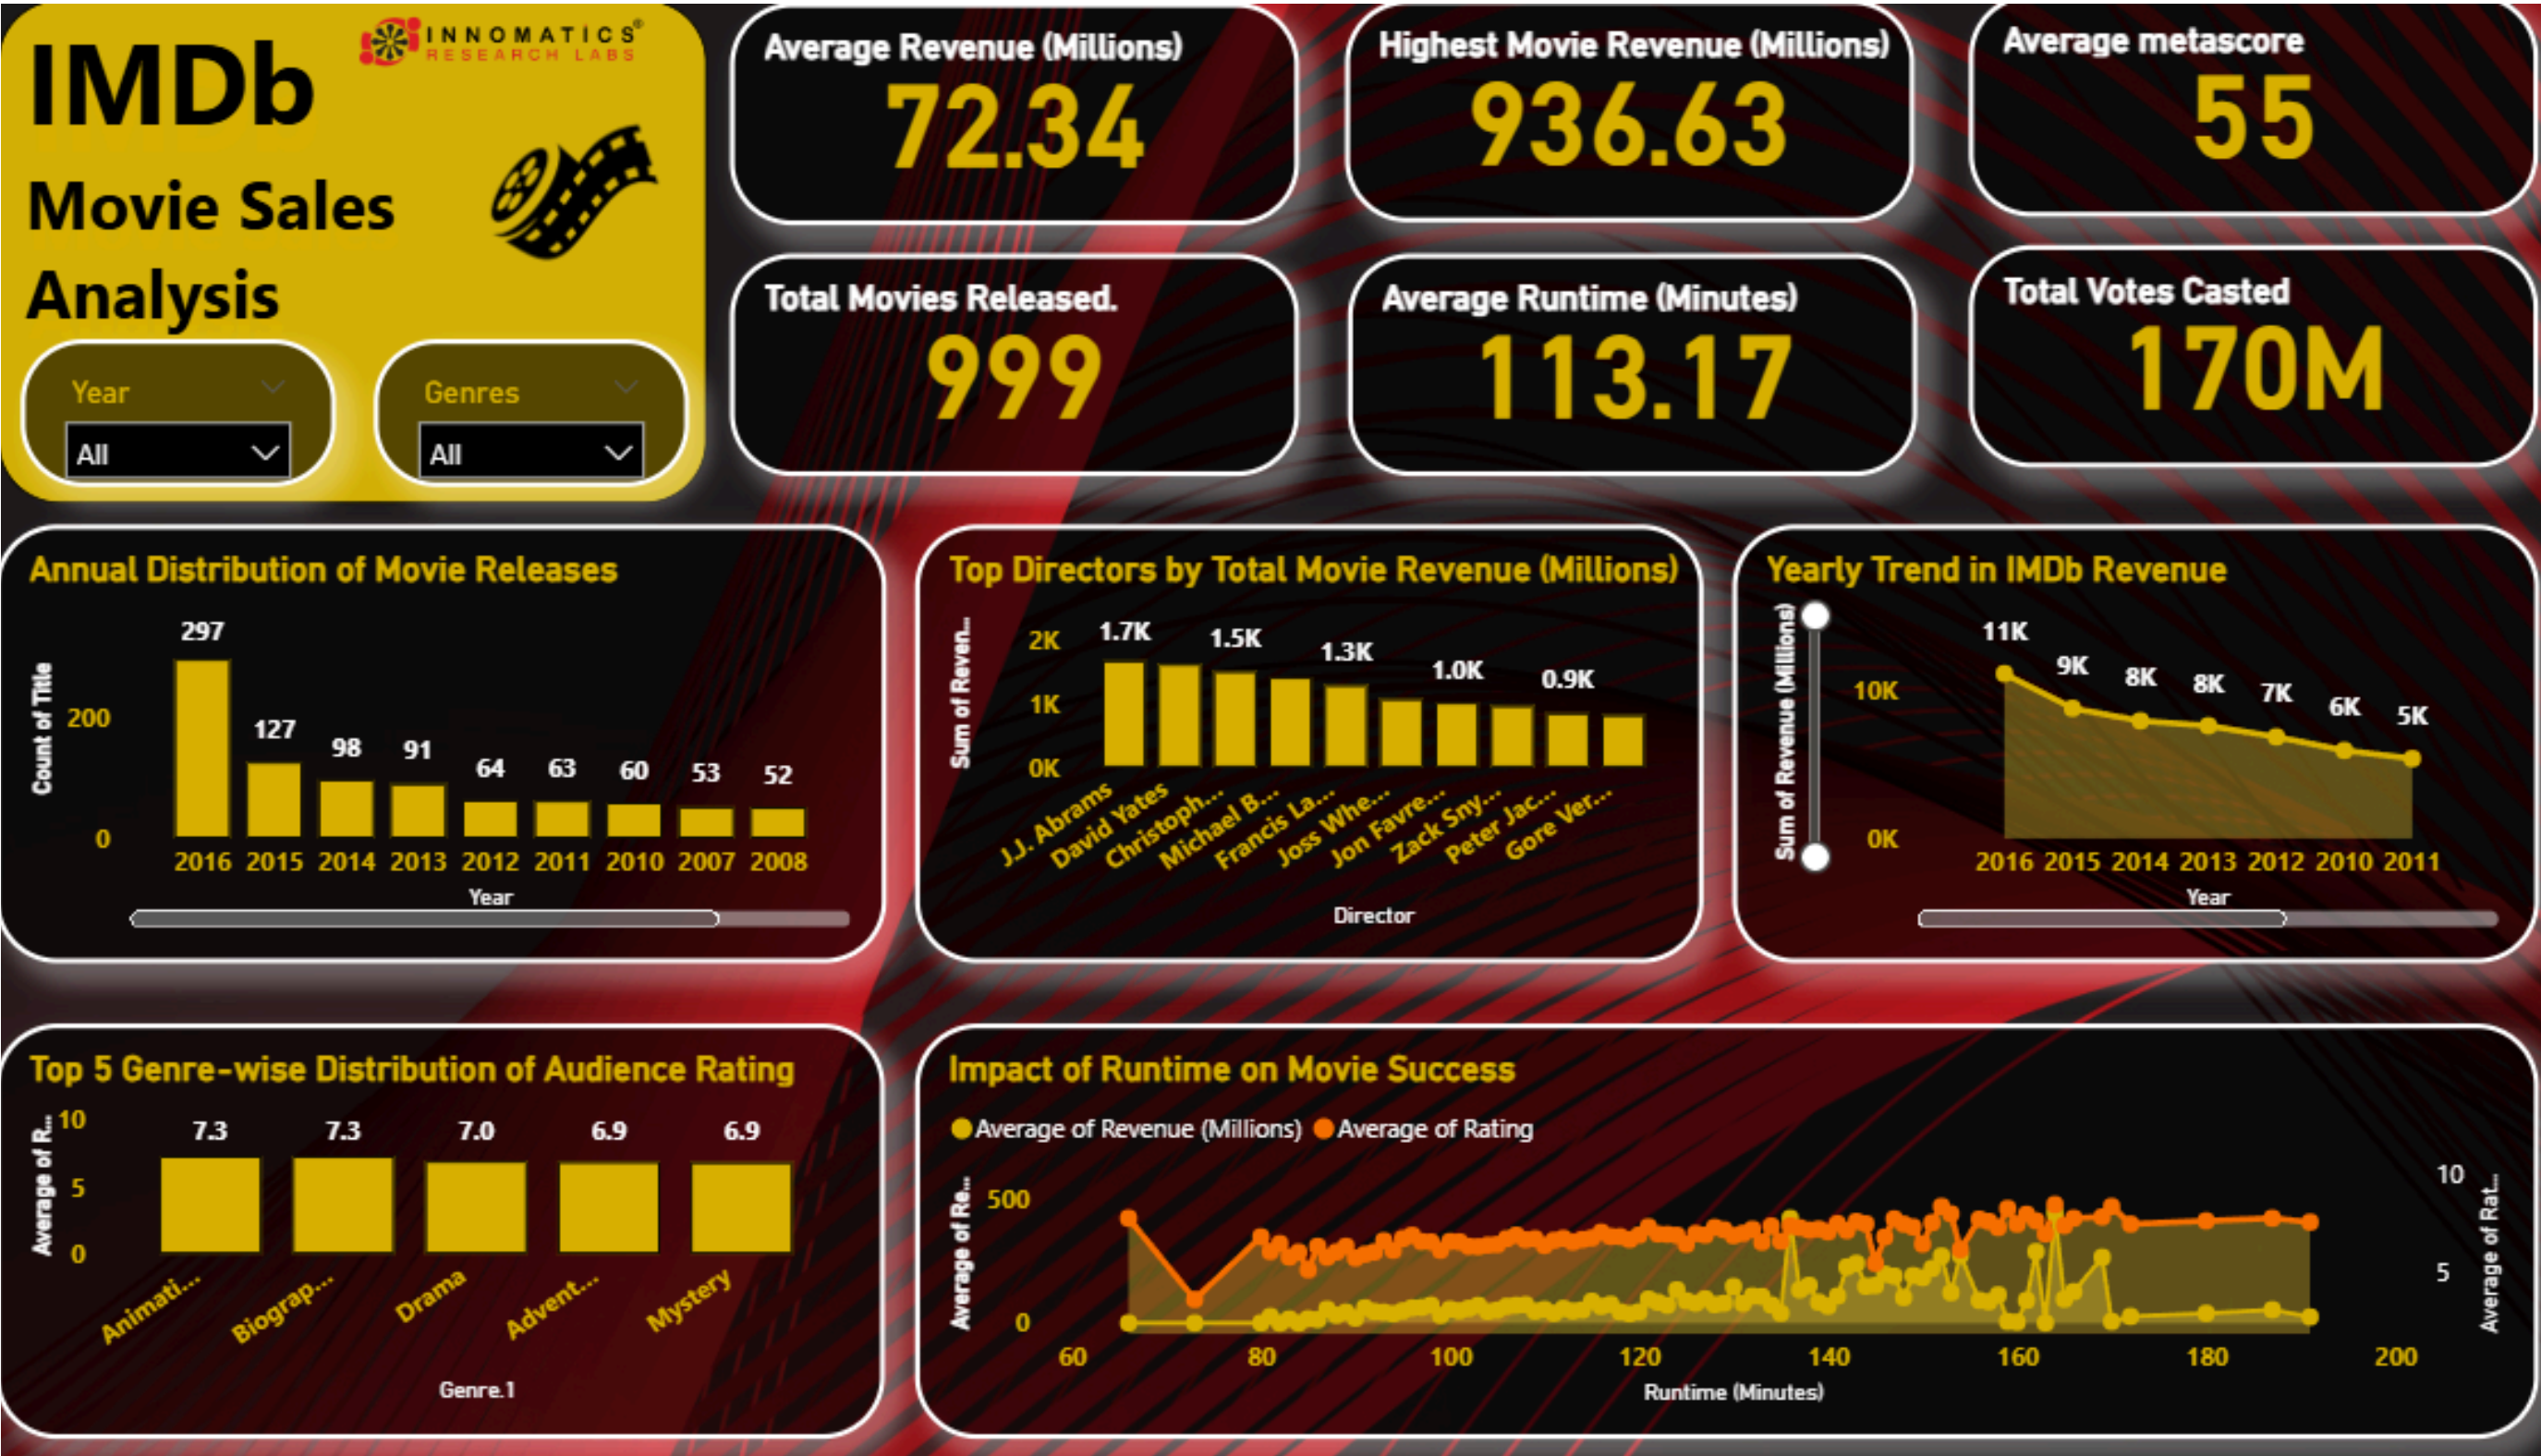 IMDb
INNOMATICS®
RESEARCH LABS
Movie Sales
Analysis
Year
All
Genres
All
Average Revenue (Millions)
72.34
Highest Movie Revenue (Millions)
936.63
Average metascore
55
Total Movies Released.
999
Average Runtime (Minutes)
113.17
Total Votes Casted
170M
Annual Distribution of Movie Releases
Count of Title
200
0
297
127
98
91
64
63
60
53
52
2016 2015 2014 2013 2012 2011 2010 2007 2008
Year
Top Directors by Total Movie Revenue (Millions)
Sum of Reven...
2K
1K
0K
1.7K
1.5K
1.3K
1.0K
0.9K
J.J. Abrams
David Yates
Christoph...
Michael B...
Francis La...
Joss Whe...
Jon Favre...
Zack Sny...
Peter Jac...
Gore Ver...
Director
Yearly Trend in IMDb Revenue
Sum of Revenue (Millions)
10K
0K
11K
9K
8K
8K
7K
6K
5K
2016 2015 2014 2013 2012 2010 2011
Year
Top 5 Genre-wise Distribution of Audience Rating
Average of R...
10
5
0
7.3
7.3
7.0
6.9
6.9
Animati...
Biograp...
Drama
Advent...
Mystery
Genre.1
Impact of Runtime on Movie Success
Average of Revenue (Millions) Average of Rating
Average of Re...
500
0
10
5
Average of Rat...
60 80 100 120 140 160 180 200
Runtime (Minutes)